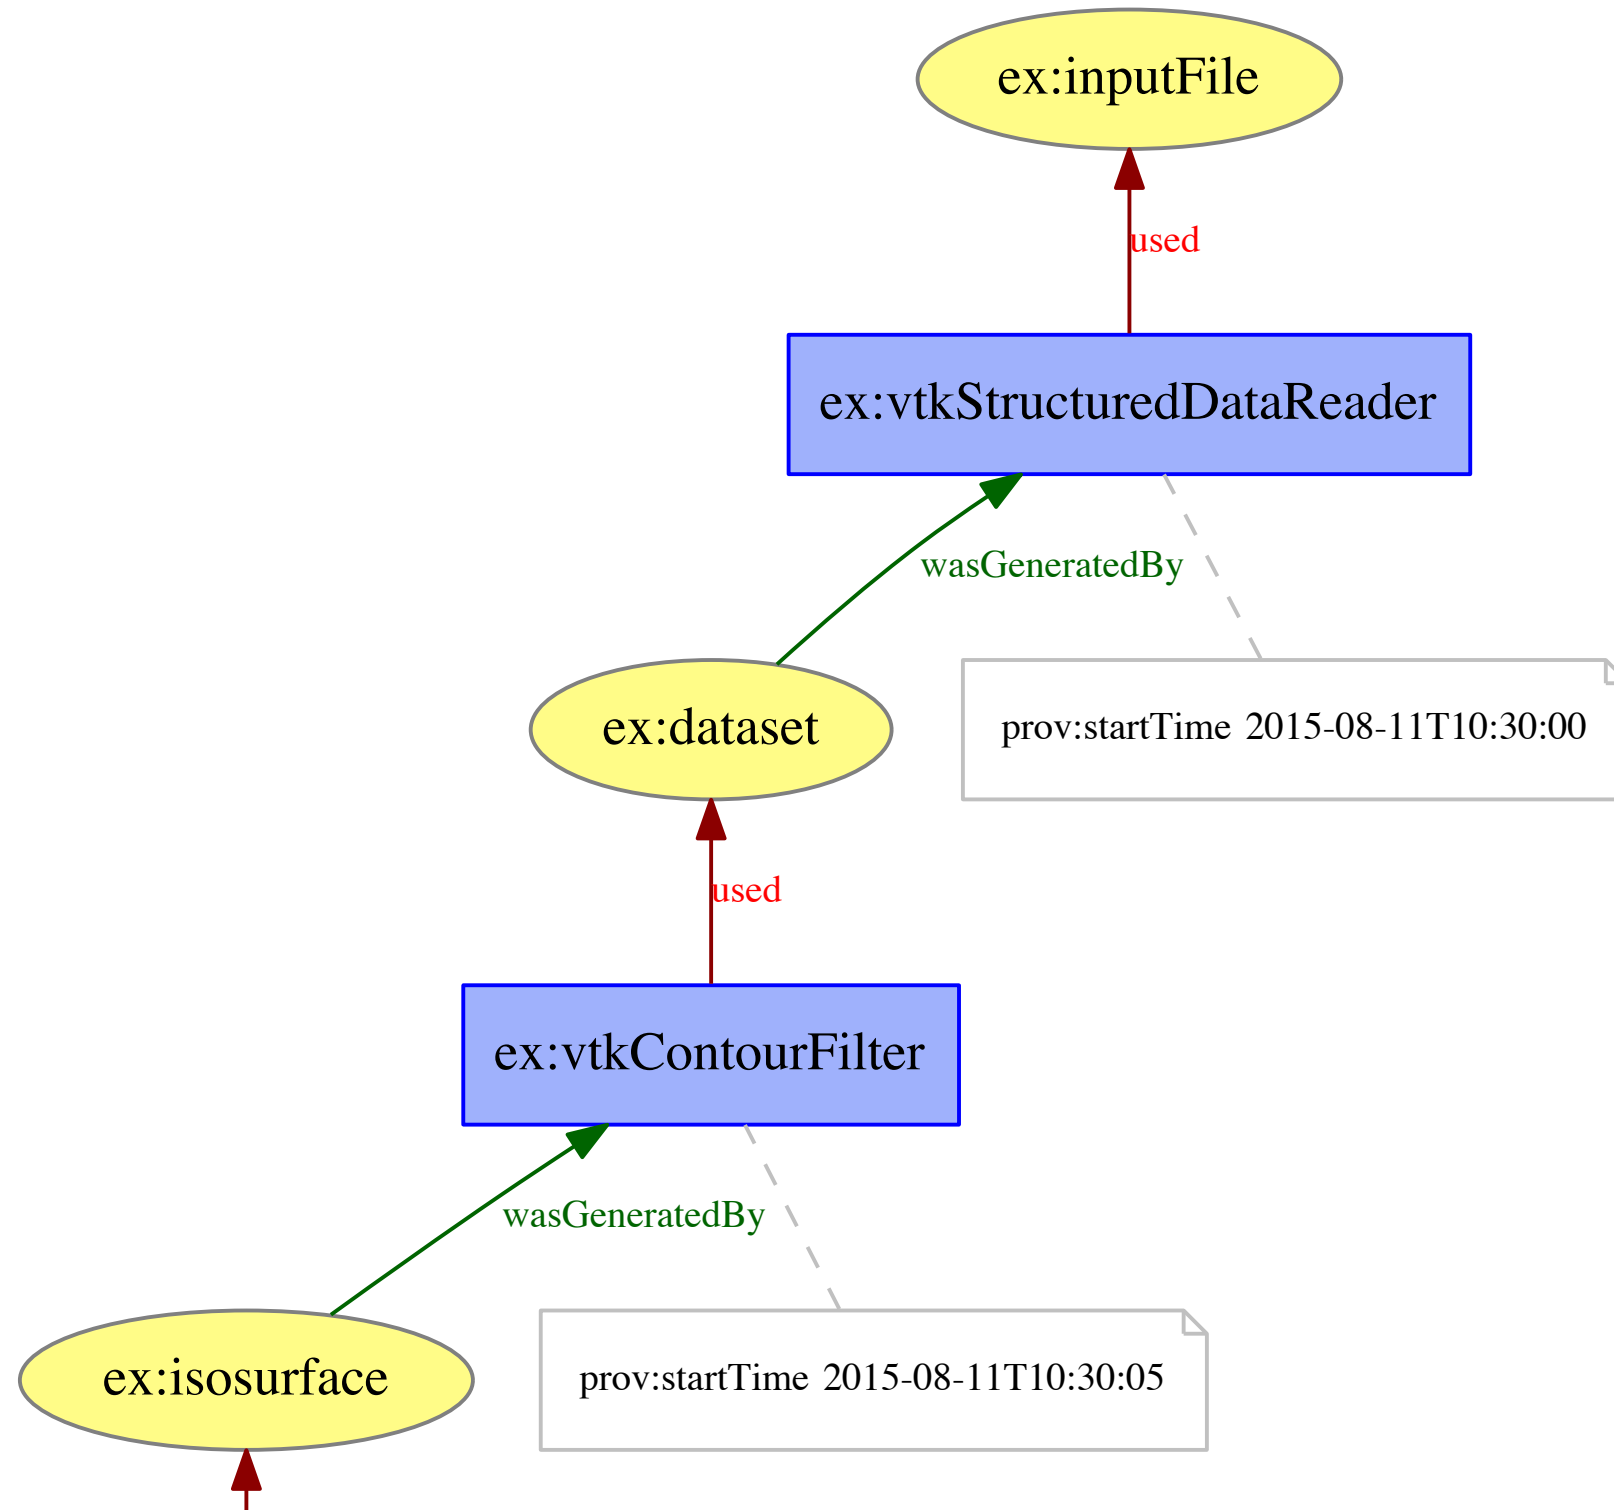 ex:inputFile
used
ex:vtkStructuredDataReader
wasGeneratedBy
ex:dataset
prov:startTime 2015-08-11T10:30:00
used
ex:vtkContourFilter
wasGeneratedBy
ex:isosurface
prov:startTime 2015-08-11T10:30:05